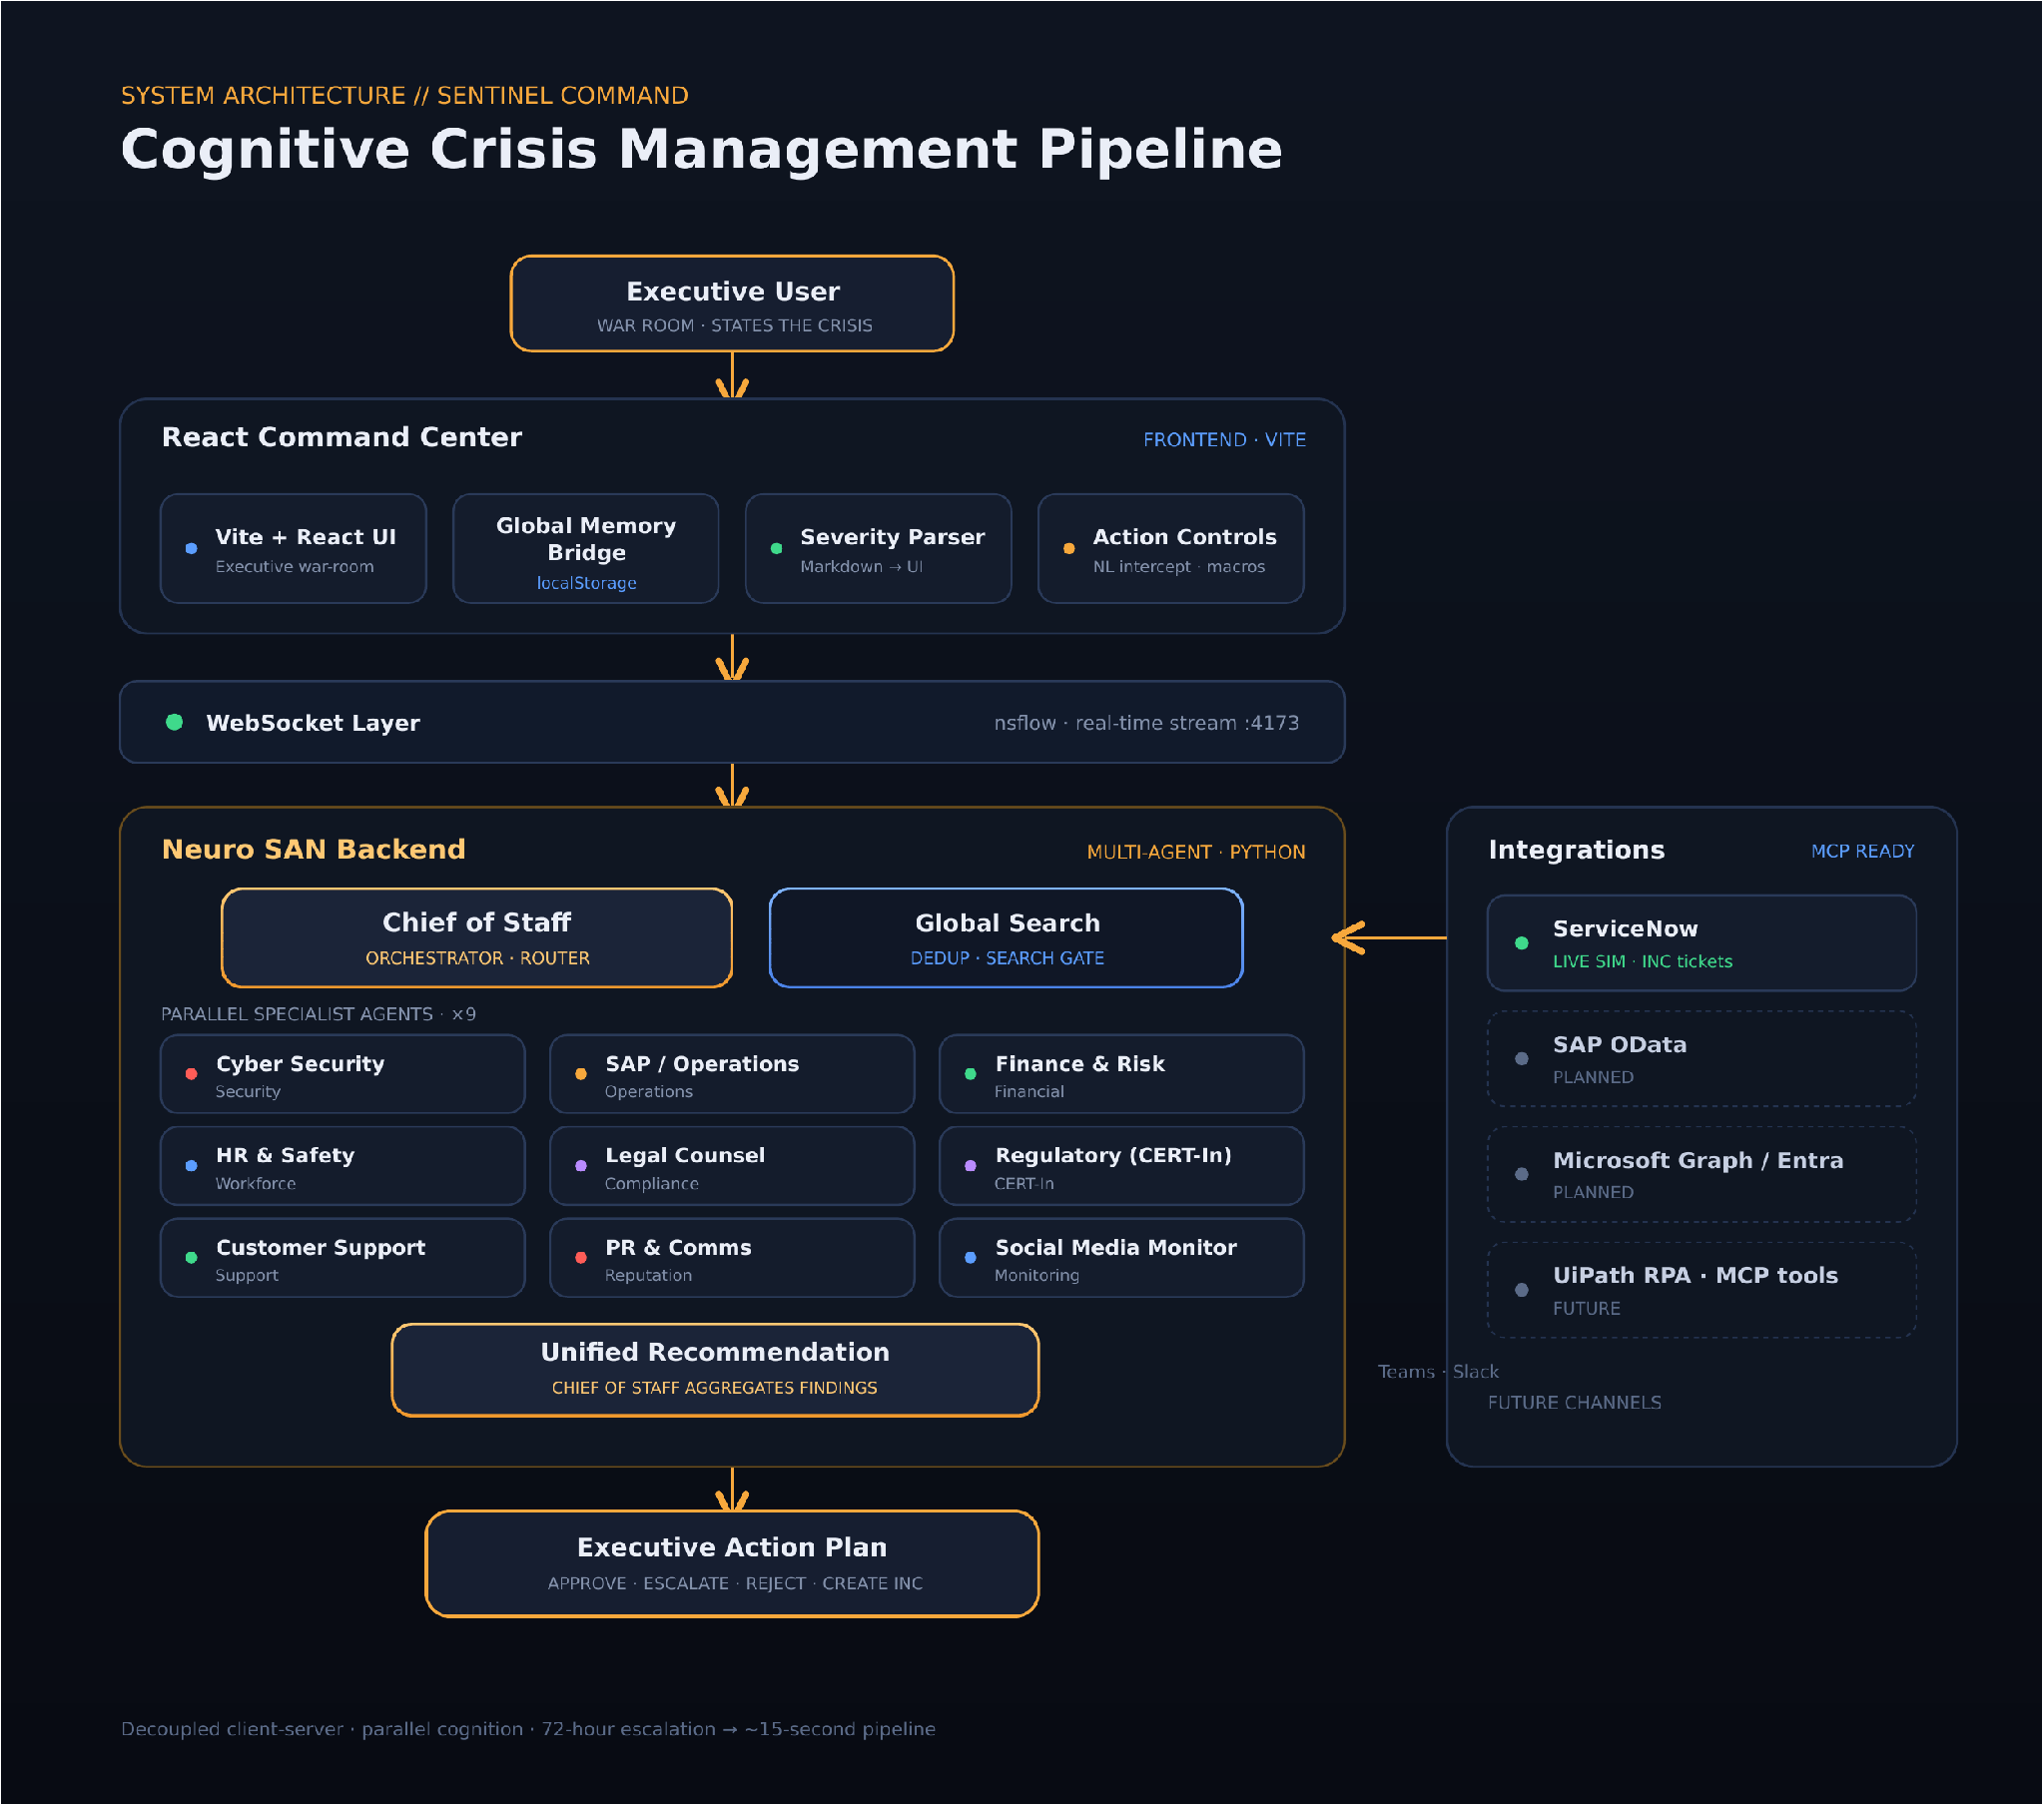 SYSTEM ARCHITECTURE // SENTINEL COMMAND
Cognitive Crisis Management Pipeline
Executive User
WAR ROOM · STATES THE CRISIS
React Command Center
FRONTEND · VITE
Vite + React UI
Executive war-room
Global Memory
Bridge
localStorage
Severity Parser
Markdown → UI
Action Controls
NL intercept · macros
WebSocket Layer
nsflow · real-time stream :4173
Neuro SAN Backend
MULTI-AGENT · PYTHON
Chief of Staff
ORCHESTRATOR · ROUTER
Global Search
DEDUP · SEARCH GATE
PARALLEL SPECIALIST AGENTS · ×9
Cyber Security
Security
SAP / Operations
Operations
Finance & Risk
Financial
HR & Safety
Workforce
Legal Counsel
Compliance
Regulatory (CERT-In)
CERT-In
Customer Support
Support
PR & Comms
Reputation
Social Media Monitor
Monitoring
Unified Recommendation
CHIEF OF STAFF AGGREGATES FINDINGS
Integrations
MCP READY
ServiceNow
LIVE SIM · INC tickets
SAP OData
PLANNED
Microsoft Graph / Entra
PLANNED
UiPath RPA · MCP tools
FUTURE
Teams · Slack
FUTURE CHANNELS
Executive Action Plan
APPROVE · ESCALATE · REJECT · CREATE INC
Decoupled client-server · parallel cognition · 72-hour escalation → ~15-second pipeline